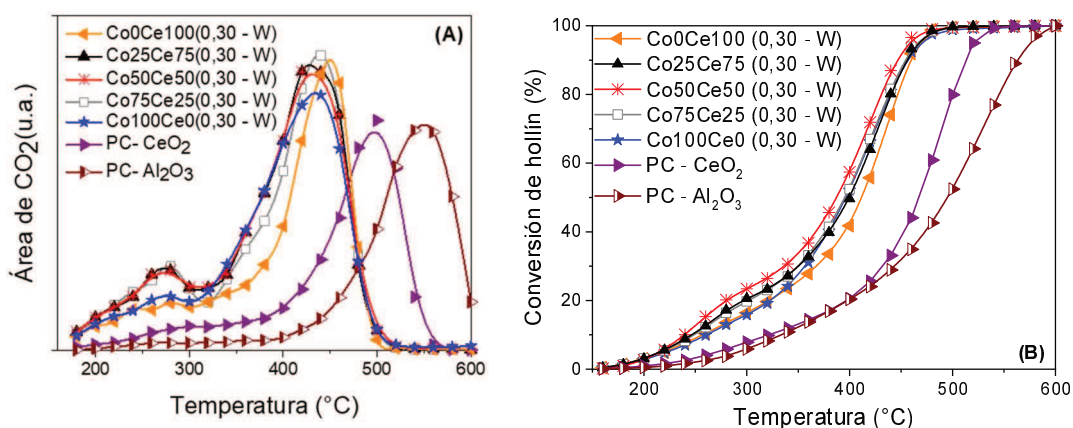 (A)
Co0Ce100(0,30 - W)
Co25Ce75(0,30 - W)
Co50Ce50(0,30 - W)
Co75Ce25(0,30 - W)
Co100Ce0(0,30 - W)
PC- CeO2
PC- Al2O3
Área de CO2(u.a.)
200 300 400 500 600
Temperatura (°C)
100
80
60
40
20
0
Co0Ce100 (0,30 - W)
Co25Ce75 (0,30 - W)
Co50Ce50 (0,30 - W)
Co75Ce25 (0,30 - W)
Co100Ce0 (0,30 - W)
PC - CeO2
PC - Al2O3
Conversión de hollín (%)
(B)
200 300 400 500 600
Temperatura (°C)